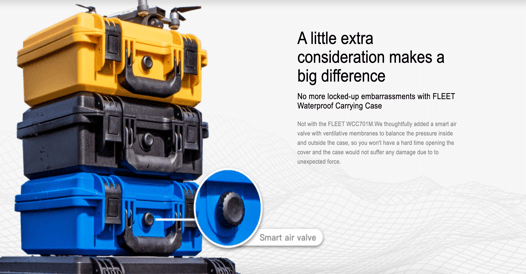 A little extra
consideration makes a
big difference
No more locked-up embarrassments with FLEET
Waterproof Carrying Case
Not with the FLEET WCC701M.We thoughtfully added a smart air
valve with ventilative membranes to balance the pressure inside
and outside the case, so you won't have a hard time opening the
cover and the case would not suffer any damage due to to
unexpected force.
Smart air valve